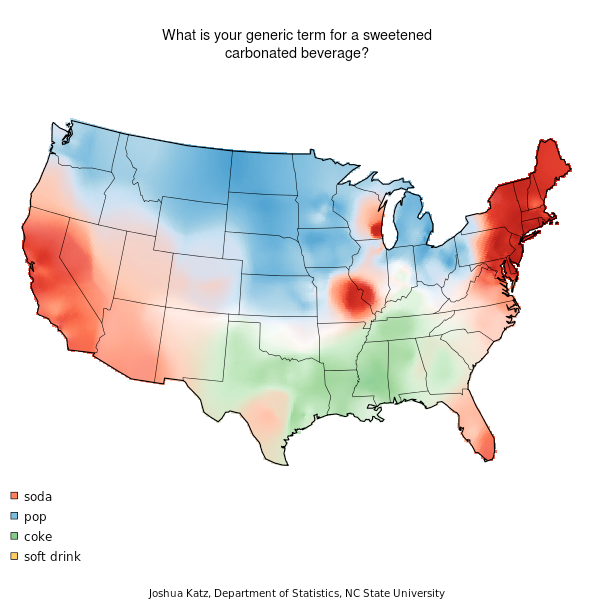 What is your generic term for a sweetened
carbonated beverage?
soda
pop
coke
soft drink
Joshua Katz, Department of Statistics, NC State University